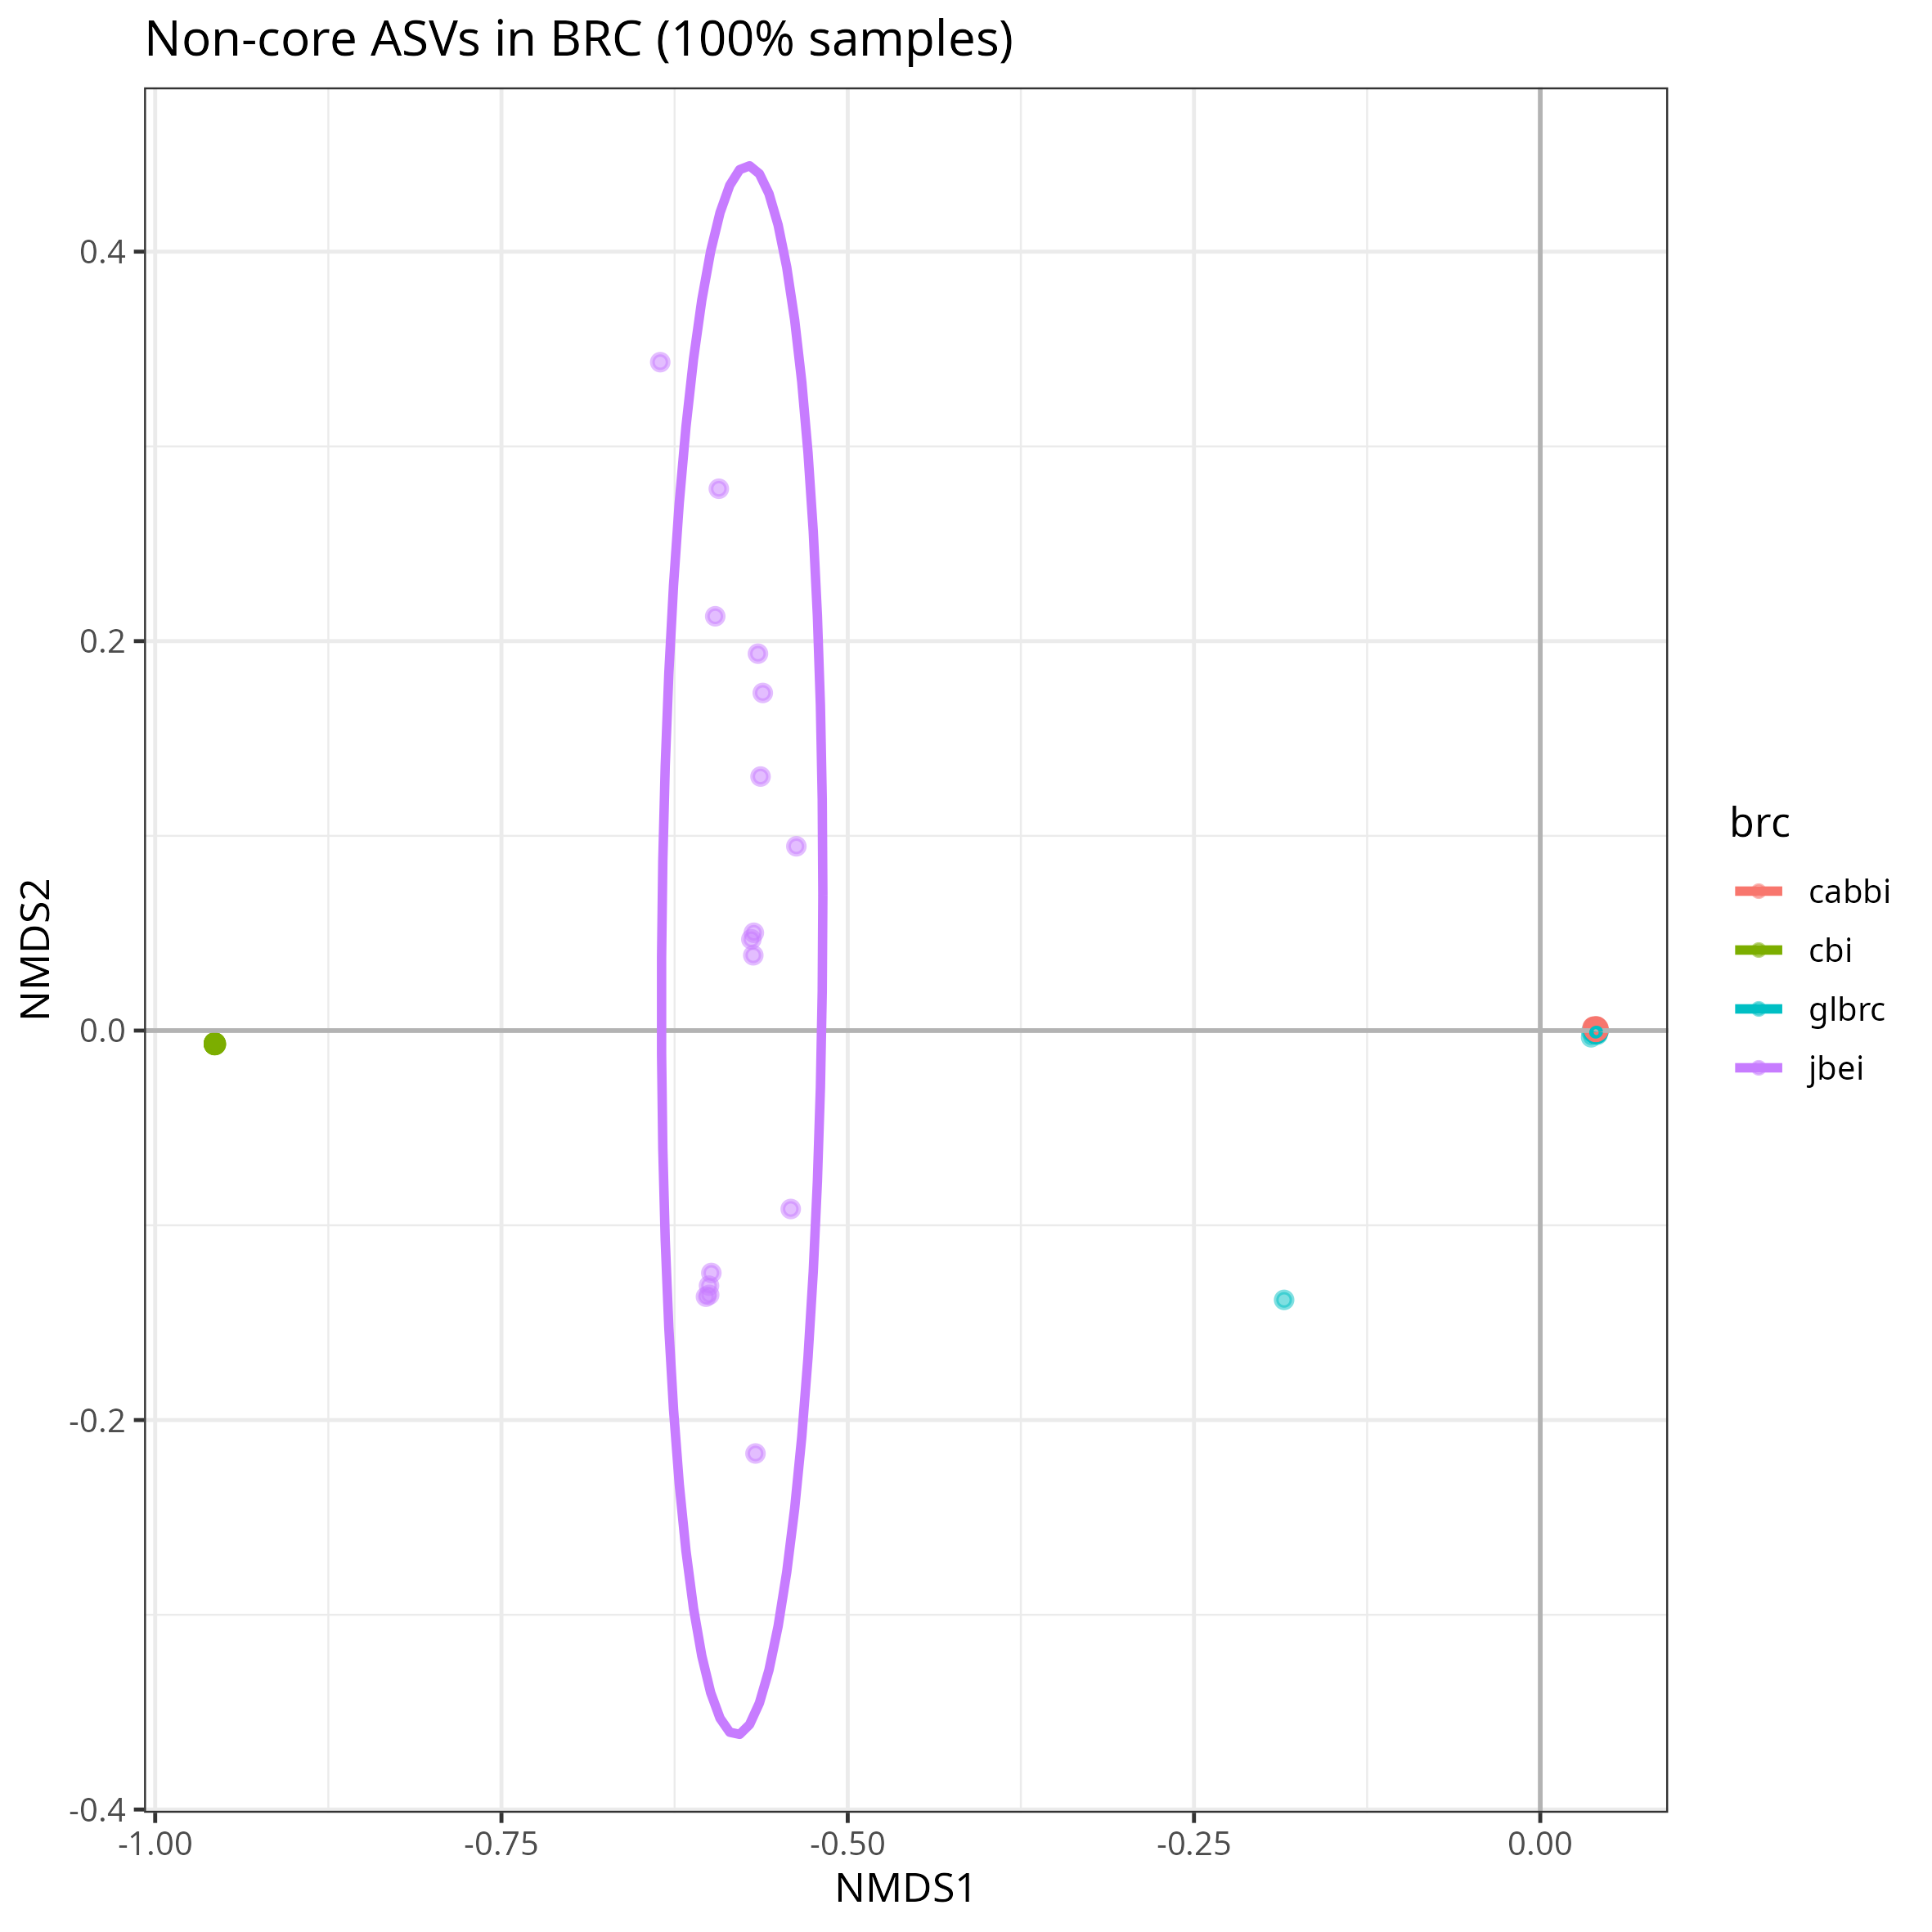 Non-core ASVs in BRC (100% samples)
NMDS2
0.4
0.2
0.0
-0.2
-0.4
-1.00
-0.75
-0.50
-0.25
0.00
NMDS1
brc
cabbi
cbi
glbrc
jbei